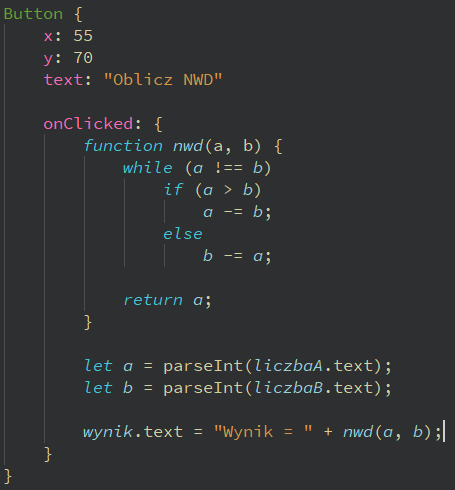 Button {
    x: 55
    y: 70
    text: "Oblicz NWD"

    onClicked: {
        function nwd(a, b) {
            while (a !== b)
                if (a > b)
                    a -= b;
                else
                    b -= a;

            return a;
        }

        let a = parseInt(liczbaA.text);
        let b = parseInt(liczbaB.text);

        wynik.text = "Wynik = " + nwd(a, b);
    }
}